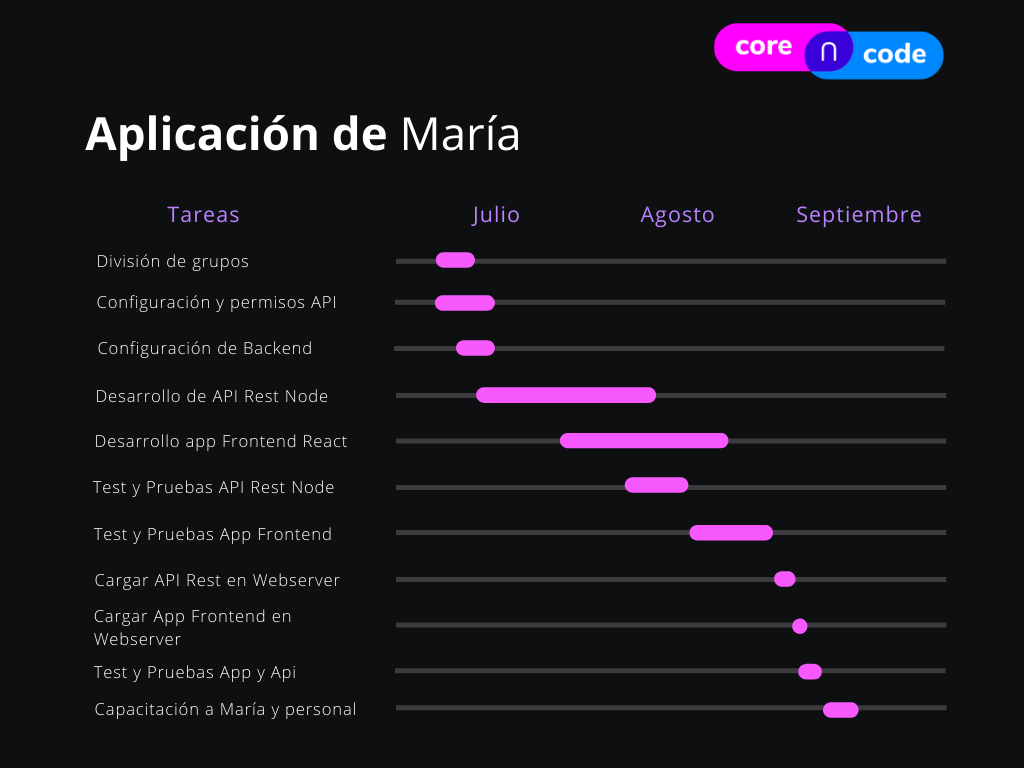 core ∩ code
Aplicación de María
Tareas Julio Agosto Septiembre
División de grupos
Configuración y permisos API
Configuración de Backend
Desarrollo de API Rest Node
Desarrollo app Frontend React
Test y Pruebas API Rest Node
Test y Pruebas App Frontend
Cargar API Rest en Webserver
Cargar App Frontend en
Webserver
Test y Pruebas App y Api
Capacitación a María y personal